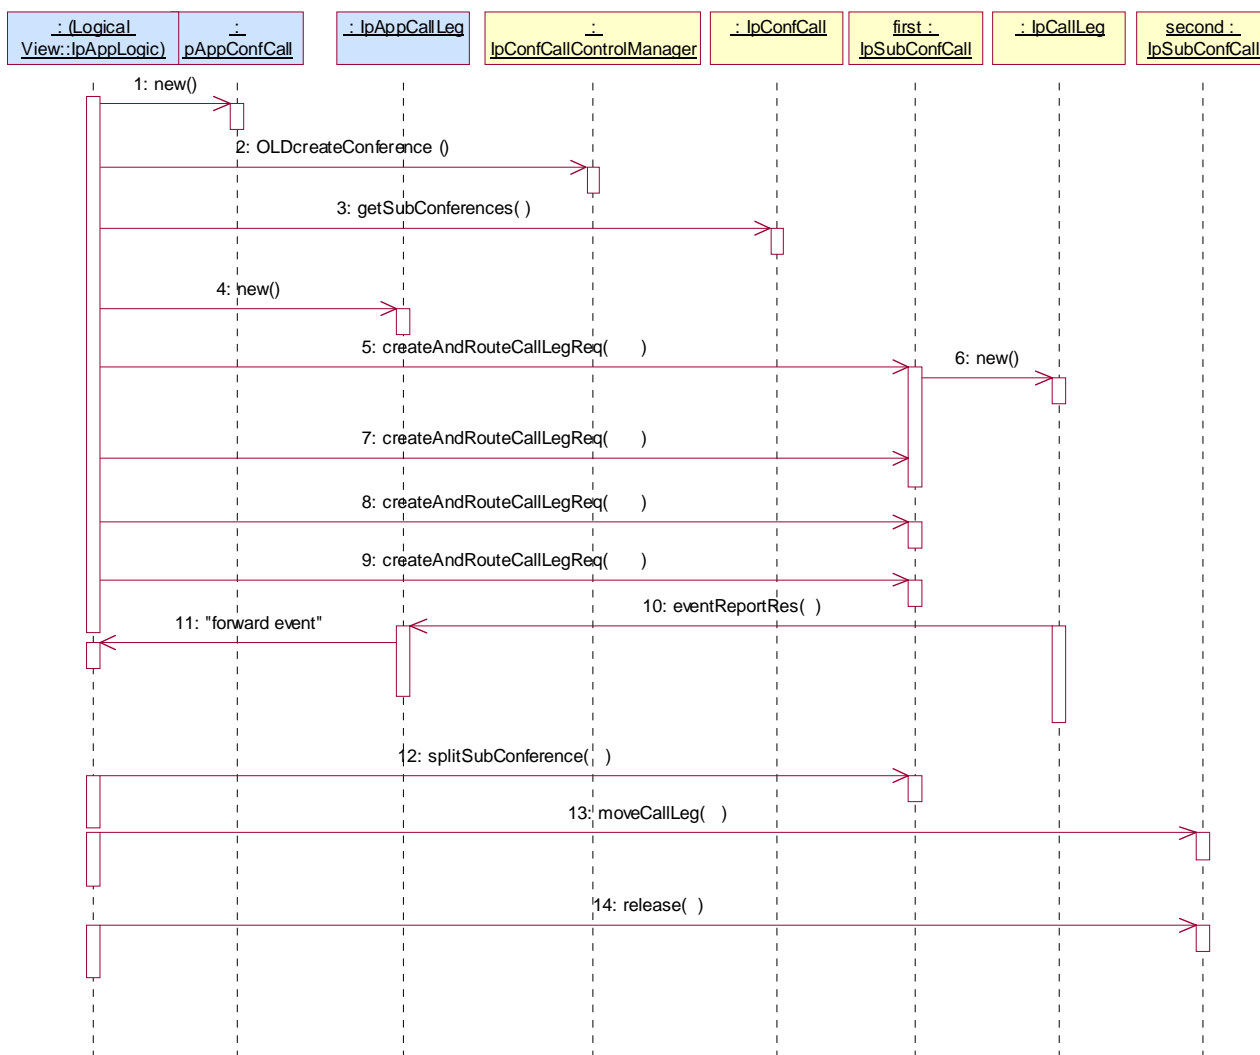 : (Logical
View::IpAppLogic)
:
pAppConfCall
: IpAppCallLeg
:
IpConfCallControlManager
: IpConfCall
first :
IpSubConfCall
: IpCallLeg
second :
IpSubConfCall
1: new()
2: OLDcreateConference ()
3: getSubConferences( )
4: new()
5: createAndRouteCallLegReq( )
6: new()
7: createAndRouteCallLegReq( )
8: createAndRouteCallLegReq( )
9: createAndRouteCallLegReq( )
10: eventReportRes( )
11: "forward event"
12: splitSubConference( )
13: moveCallLeg( )
14: release( )